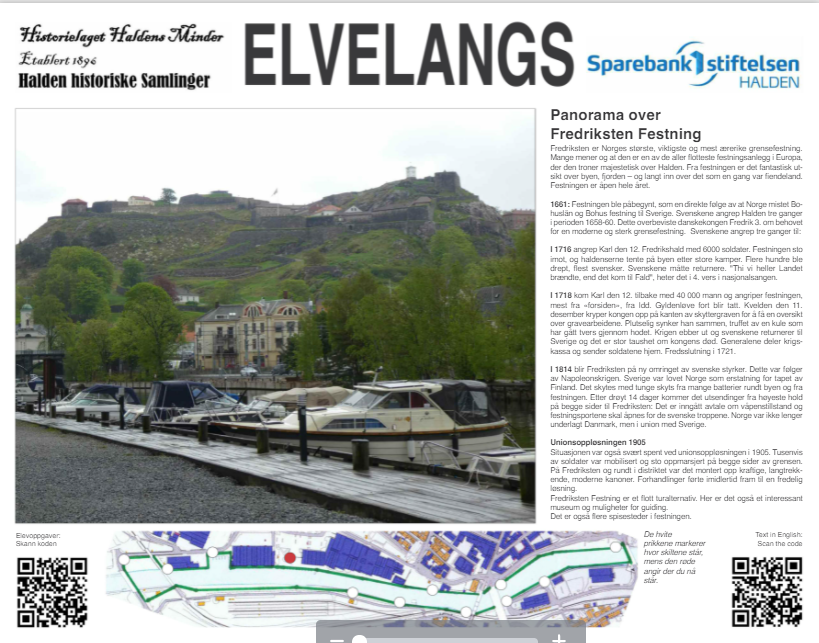 Historielaget Haldens Minder
Etablert 1896
Halden historiske Samlinger
ELVELANGS
Sparebank1stiftelsen
HALDEN
Panorama over
Fredriksten Festning
Fredriksten er Norges største, viktigste og mest ærerike grensefestning.
Mange mener og at den er en av de aller flotteste festningsanlegg i Europa,
der den troner majestetisk over Halden. Fra festningen er det fantastisk ut-
sikt over byen, fjorden – og langt inn over det som en gang var fiendeland.
Festningen er åpen hele året.
1661: Festningen ble påbegynt, som en direkte følge av at Norge mistet Bo-
huslän og Bohus festning til Sverige. Svenskene angrep Halden tre ganger
i perioden 1658-60. Dette overbeviste danskekongen Fredrik 3. om behovet
for en moderne og sterk grensefestning. Svenskene angrep tre ganger til:
I 1716 angrep Karl den 12. Fredrikshald med 6000 soldater. Festningen sto
imot, og haldenserne tente på byen etter store kamper. Flere hundre ble
drept, flest svensker. Svenskene måtte returnere. "Thi vi heller Landet
brændte, end det kom til Fald", heter det i 4. vers i nasjonalsangen.
I 1718 kom Karl den 12. tilbake med 40 000 mann og angriper festningen,
mest fra «forsiden», fra Idd. Gyldenløve fort blir tatt. Kvelden den 11.
desember kryper kongen opp på kanten av skyttergraven for å få en oversikt
over gravearbeidene. Plutselig synker han sammen, truffet av en kule som
har gått tvers gjennom hodet. Krigen ebber ut og svenskene returnerer til
Sverige og det er stor taushet om kongens død. Generalene deler krigs-
kassa og sender soldatene hjem. Fredsslutning i 1721.
I 1814 blir Fredriksten på ny omringet av svenske styrker. Dette var følger
av Napoleonskrigen. Sverige var lovet Norge som erstatning for tapet av
Finland. Det skytes med tunge skyts fra mange batterier rundt byen og fra
festningen. Etter drøyt 14 dager kommer det utsendinger fra høyeste hold
på begge sider til Fredriksten: Det er inngått avtale om våpenstillstand og
festningsportene skal åpnes for de svenske troppene. Norge var ikke lenger
underlagt Danmark, men i union med Sverige.
Unionsoppløsningen 1905
Situasjonen var også svært spent ved unionsoppløsningen i 1905. Tusenvis
av soldater var mobilisert og sto oppmarsjert på begge sider av grensen.
På Fredriksten og rundt i distriktet var det montert opp kraftige, langtrekk-
ende, moderne kanoner. Forhandlinger førte imidlertid fram til en fredelig
løsning.
Fredriksten Festning er et flott turalternativ. Her er det også et interessant
museum og muligheter for guiding.
Det er også flere spisesteder i festningen.
Elevoppgaver:
Skann koden
De hvite
prikkene markerer
hvor skiltene står,
mens den røde
angir der du nå
står.
Text in English:
Scan the code